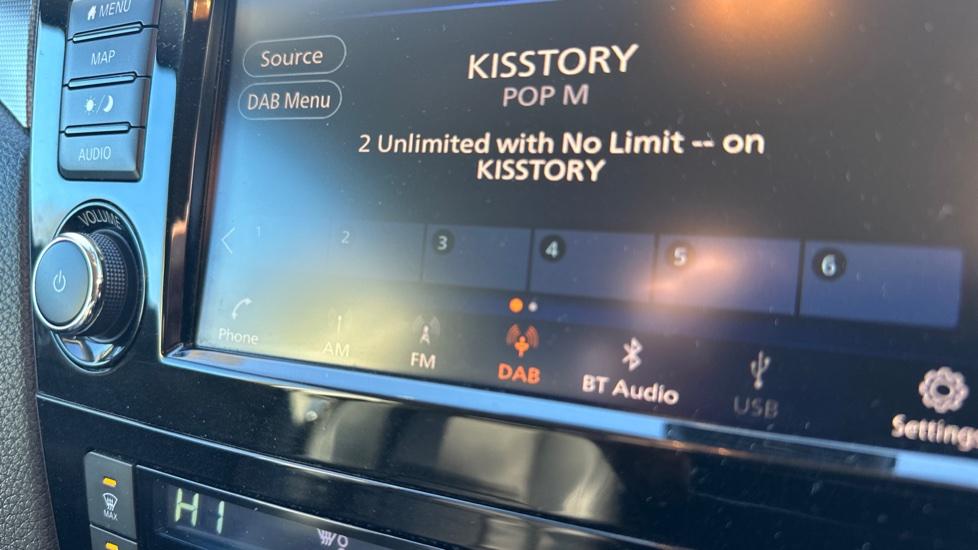 MENU
MAP
AUDIO
VOLUME
Source
DAB Menu
KISSTORY
POP M
2 Unlimited with No Limit -- on
KISSTORY
1 2 3 4 5 6
Phone AM FM DAB BT Audio USB Settings
MAX
HI